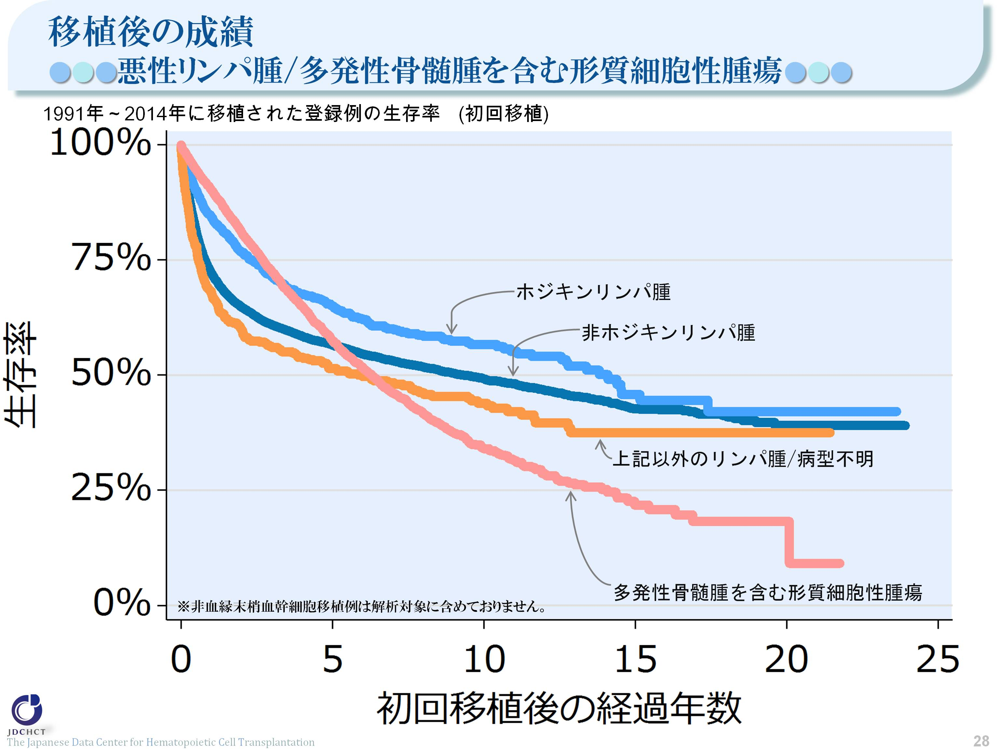 移植後の成績
悪性リンパ腫/多発性骨髄腫を含む形質細胞性腫瘍
1991年~2014年に移植された登録例の生存率　(初回移植)
100%
75%
50%
25%
0%
生存率
ホジキンリンパ腫
非ホジキンリンパ腫
上記以外のリンパ腫/病型不明
多発性骨髄腫を含む形質細胞性腫瘍
※非血縁末梢血幹細胞移植例は解析対象に含めておりません。
0 5 10 15 20 25
初回移植後の経過年数
JDCHCT
The Japanese Data Center for Hematopoietic Cell Transplantation
28